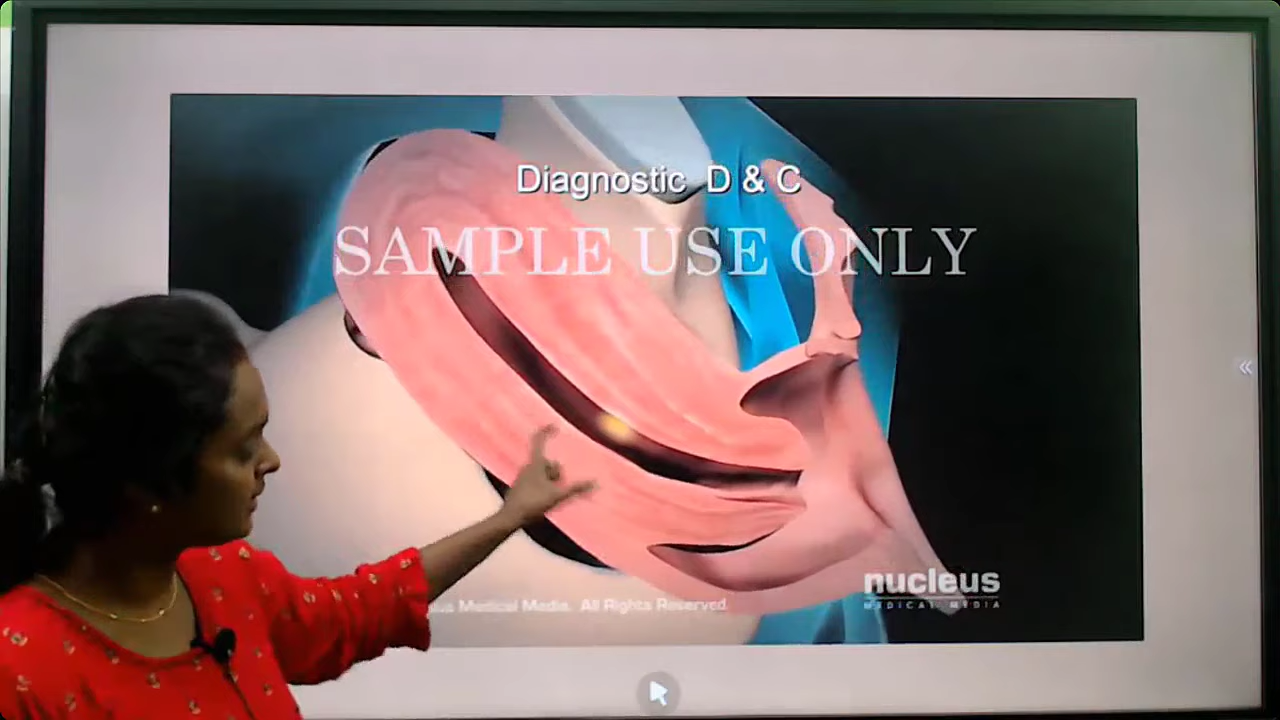 Diagnostic D & C
SAMPLE USE ONLY
nucleus
MEDICAL MEDIA
Medical Media. All Rights Reserved